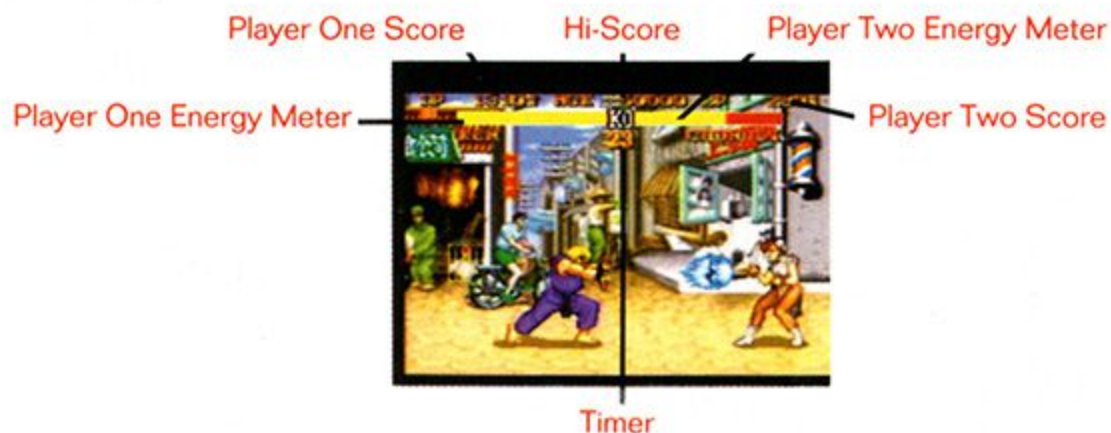 Player One Score Hi-Score Player Two Energy Meter
Player One Energy Meter Player Two Score
KO
Timer